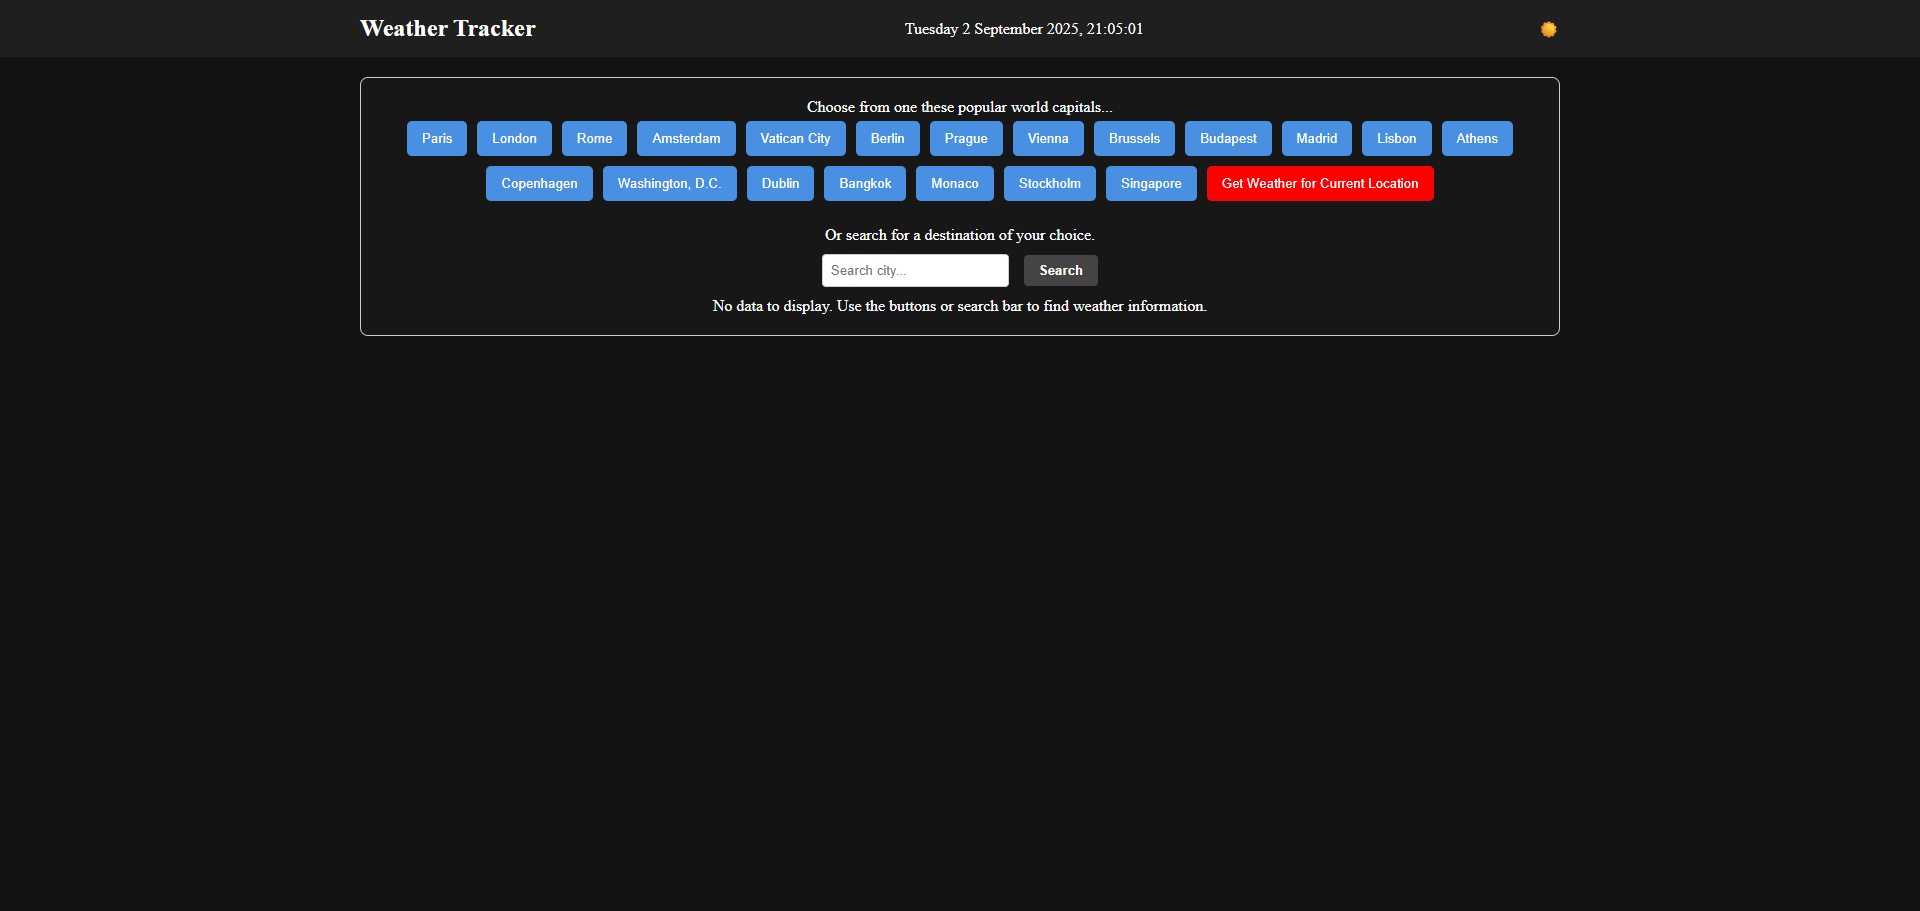 Weather Tracker
Tuesday 2 September 2025, 21:05:01
Choose from one these popular world capitals...
Paris London Rome Amsterdam Vatican City Berlin Prague Vienna Brussels Budapest Madrid Lisbon Athens
Copenhagen Washington, D.C. Dublin Bangkok Monaco Stockholm Singapore Get Weather for Current Location
Or search for a destination of your choice.
Search city... Search
No data to display. Use the buttons or search bar to find weather information.